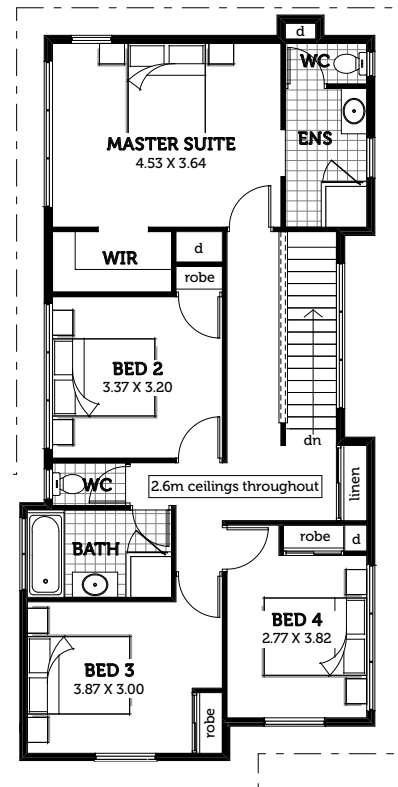 d
WC
ENS
MASTER SUITE
4.53 X 3.64
WIR
d
robe
BED 2
3.37 X 3.20
dn
WC
2.6m ceilings throughout
linen
BATH
robe
d
BED 4
2.77 X 3.82
BED 3
3.87 X 3.00
robe